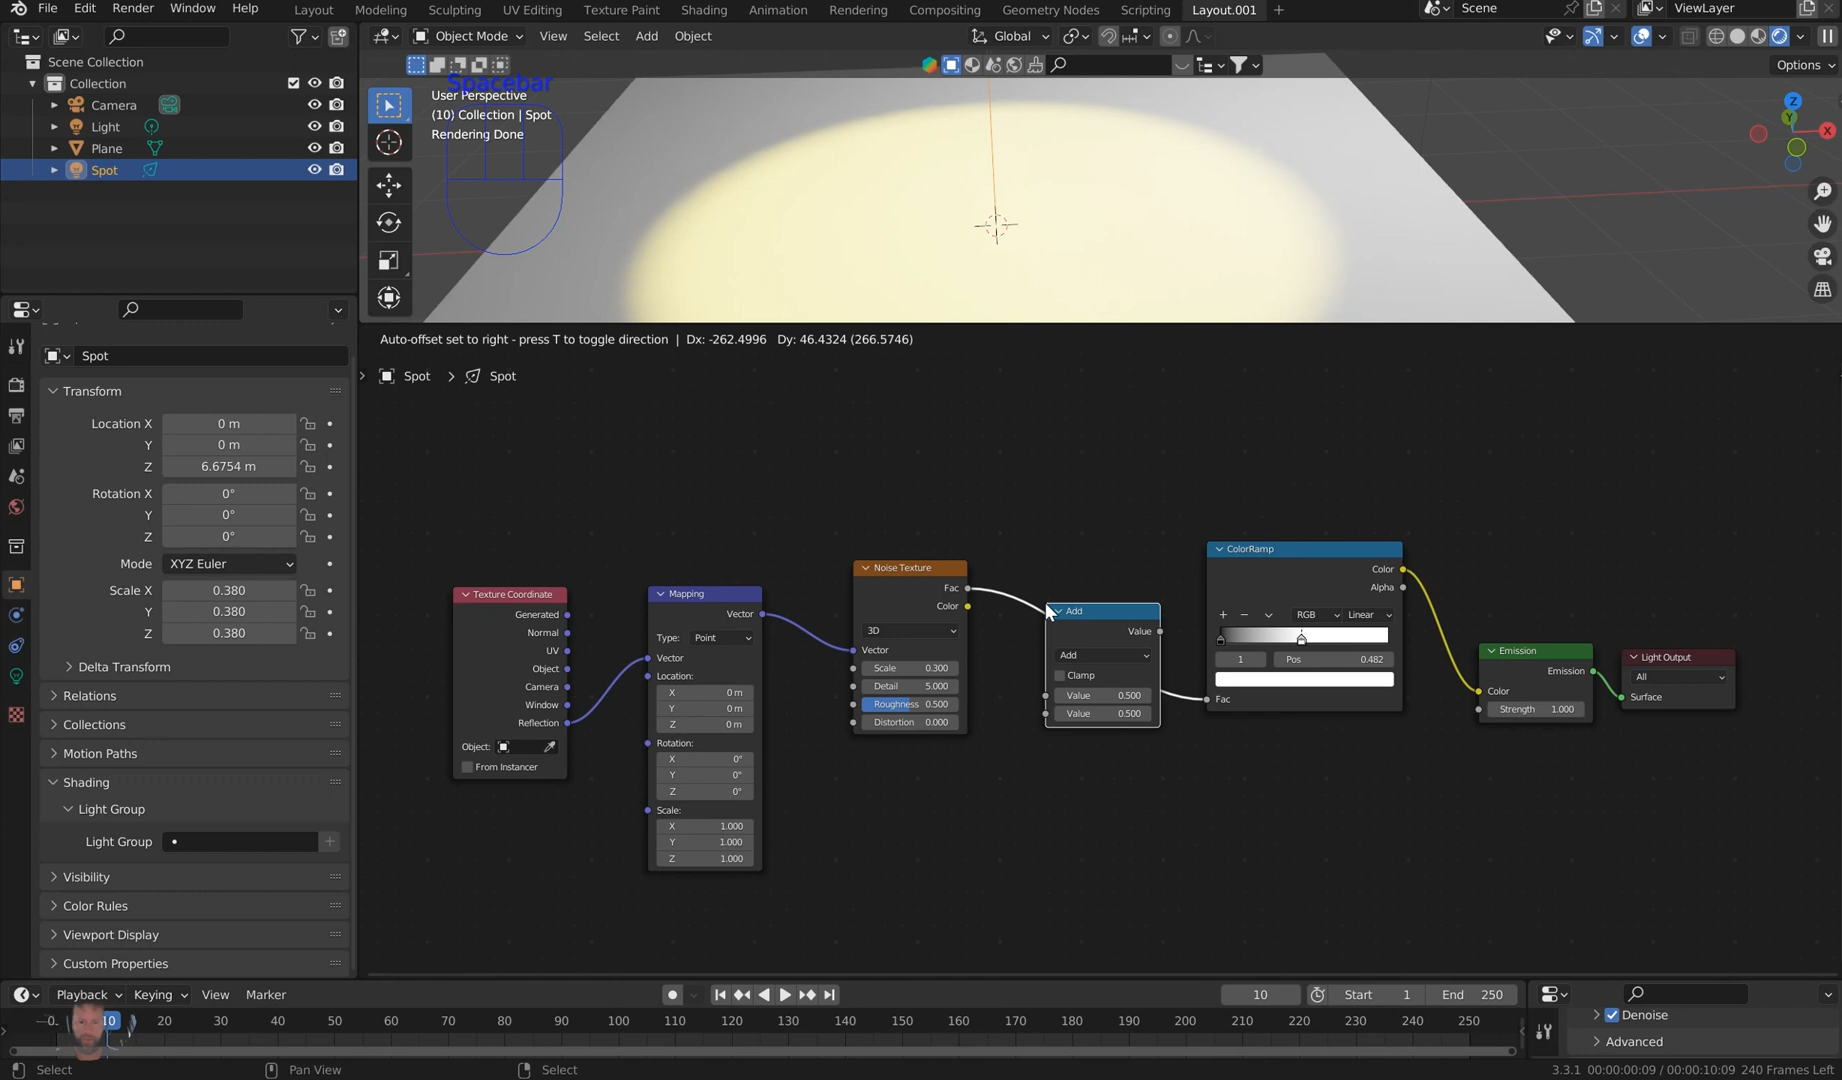 File Edit Render Window Help Layout Modeling Sculpting UV Editing Texture Paint Shading Animation Rendering Compositing Geometry Nodes Scripting Layout.001 + Scene ViewLayer
Object Mode View Select Add Object Global
Options
Scene Collection
Collection
Camera
Light
Plane
Spot
Spacebar
User Perspective
(10) Collection | Spot
Rendering Done
Z
Y
X
Spot
Transform
Location X 0 m
Y 0 m
Z 6.6754 m
Rotation X 0°
Y 0°
Z 0°
Mode XYZ Euler
Scale X 0.380
Y 0.380
Z 0.380
Delta Transform
Relations
Collections
Motion Paths
Shading
Light Group
Light Group
Visibility
Color Rules
Viewport Display
Custom Properties
Auto-offset set to right - press T to toggle direction | Dx: -262.4996 Dy: 46.4324 (266.5746)
Spot > Spot
Texture Coordinate
Generated
Normal
UV
Object
Camera
Window
Reflection
Object:
From Instancer
Mapping
Vector
Type: Point
Vector
Location:
X 0 m
Y 0 m
Z 0 m
Rotation:
X 0°
Y 0°
Z 0°
Scale:
X 1.000
Y 1.000
Z 1.000
Noise Texture
Fac
Color
3D
Vector
Scale 0.300
Detail 5.000
Roughness 0.500
Distortion 0.000
Add
Value
Add
Clamp
Value 0.500
Value 0.500
ColorRamp
Color
Alpha
+ − RGB Linear
1 Pos 0.482
Fac
Emission
Emission
Color
Strength 1.000
Light Output
All
Surface
Playback Keying View Marker 10 Start 1 End 250
10 20 30 40 50 60 70 80 90 100 110 120 130 140 150 160 170 180 190 200 210 220 230 240 250
Denoise
Advanced
Select Pan View Select 3.3.1 00:00:00:09 / 00:00:10:09 240 Frames Left